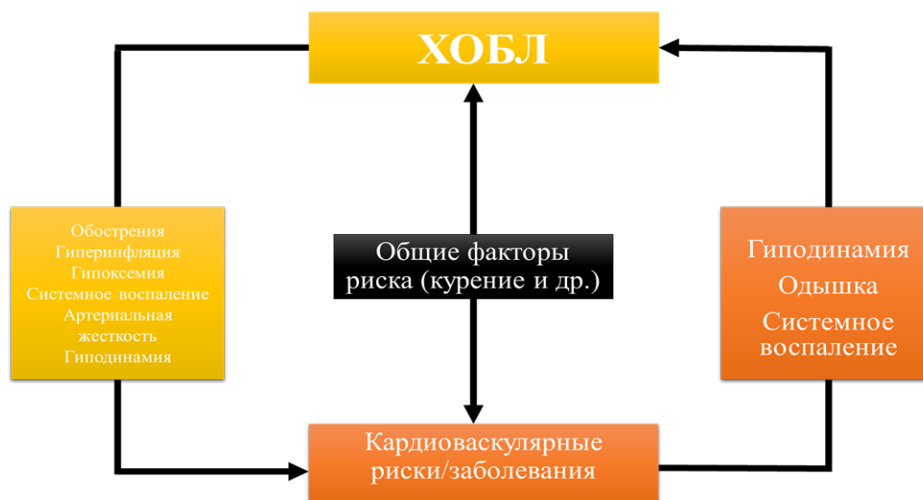 ХОБЛ
Обострения
Гиперинфляция
Гипоксемия
Системное воспаление
Артериальная
жесткость
Гиподинамия
Общие факторы
риска (курение и др.)
Гиподинамия
Одышка
Системное
воспаление
Кардиоваскулярные
риски/заболевания